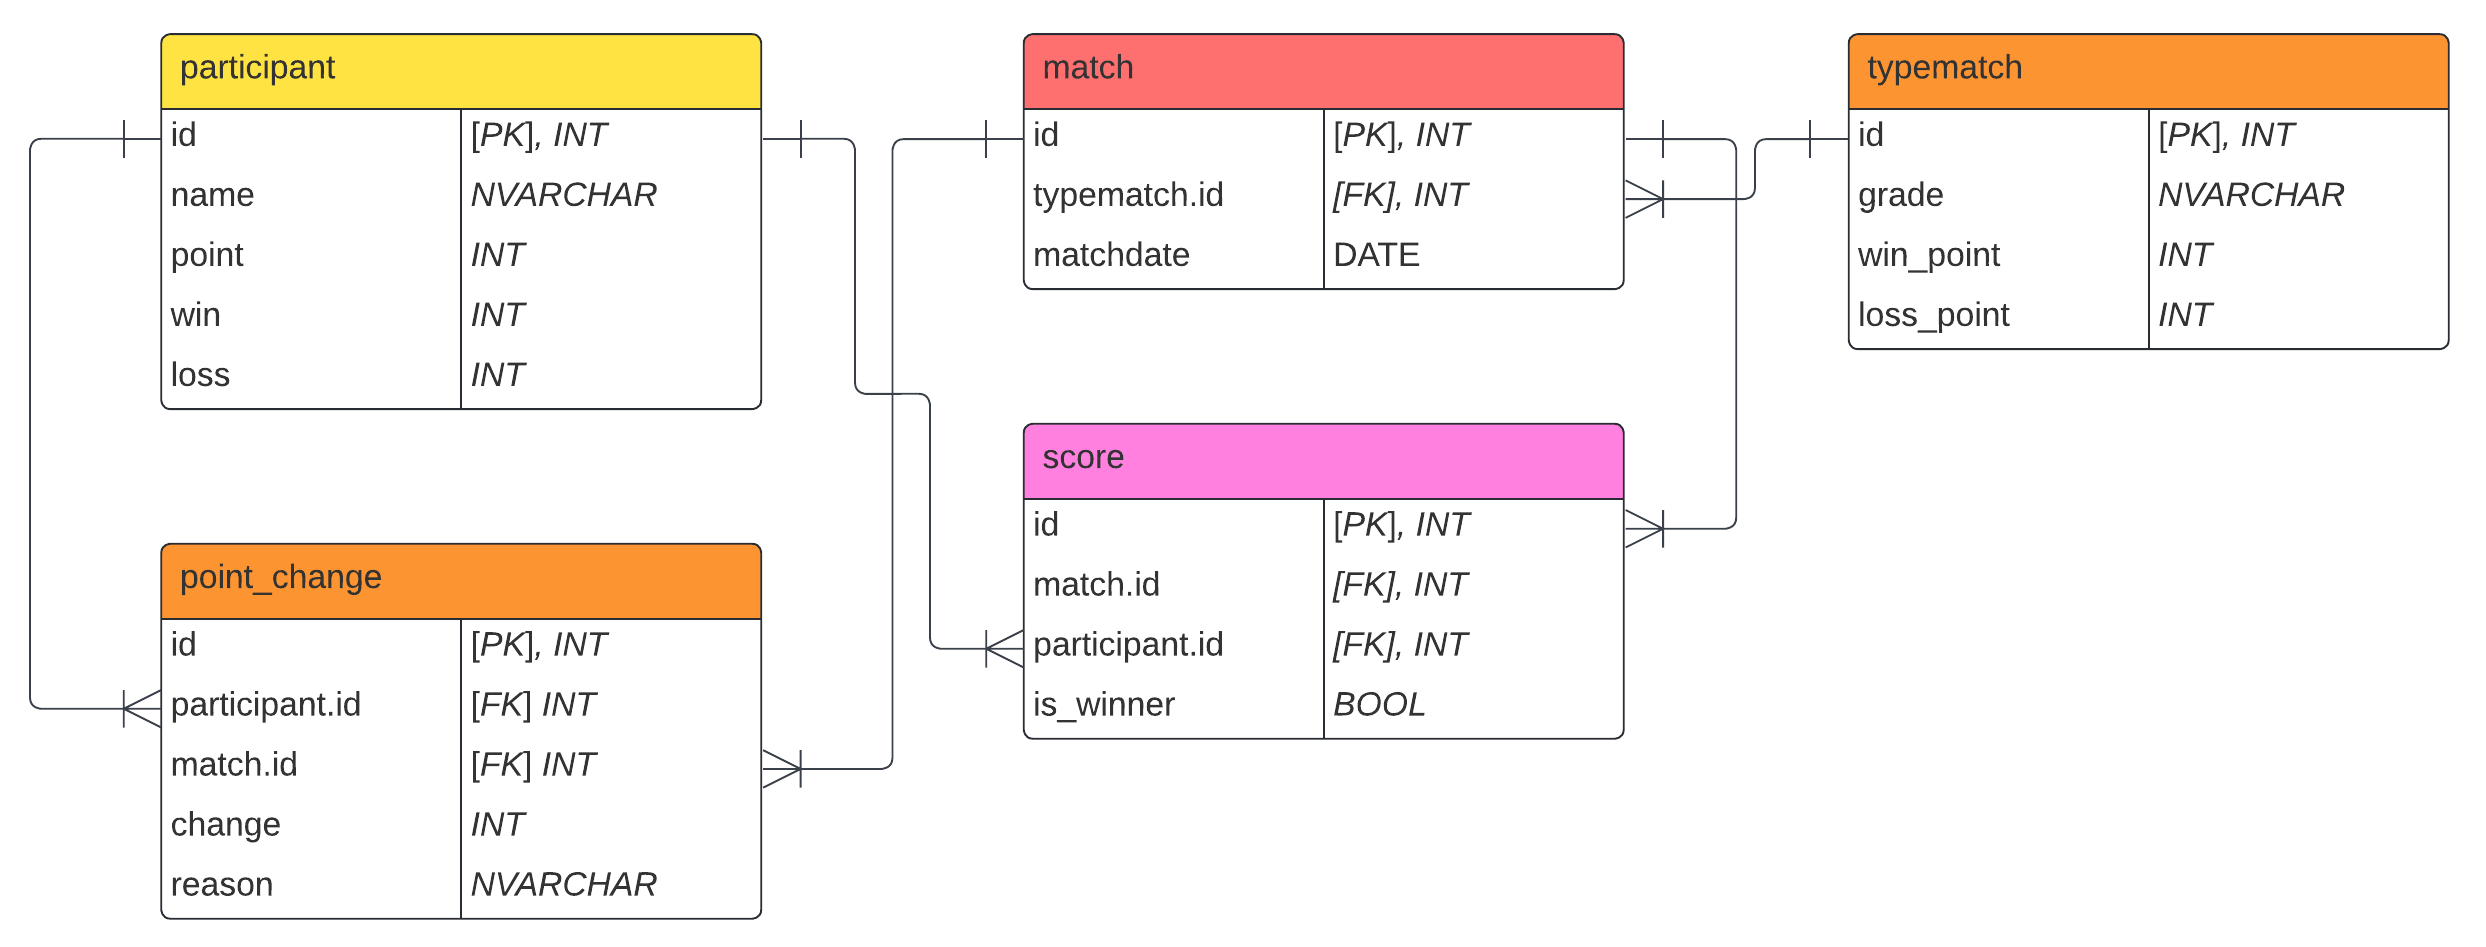 participant
id [PK], INT
name NVARCHAR
point INT
win INT
loss INT
match
id [PK], INT
typematch.id [FK], INT
matchdate DATE
typematch
id [PK], INT
grade NVARCHAR
win_point INT
loss_point INT
point_change
id [PK], INT
participant.id [FK] INT
match.id [FK] INT
change INT
reason NVARCHAR
score
id [PK], INT
match.id [FK], INT
participant.id [FK], INT
is_winner BOOL